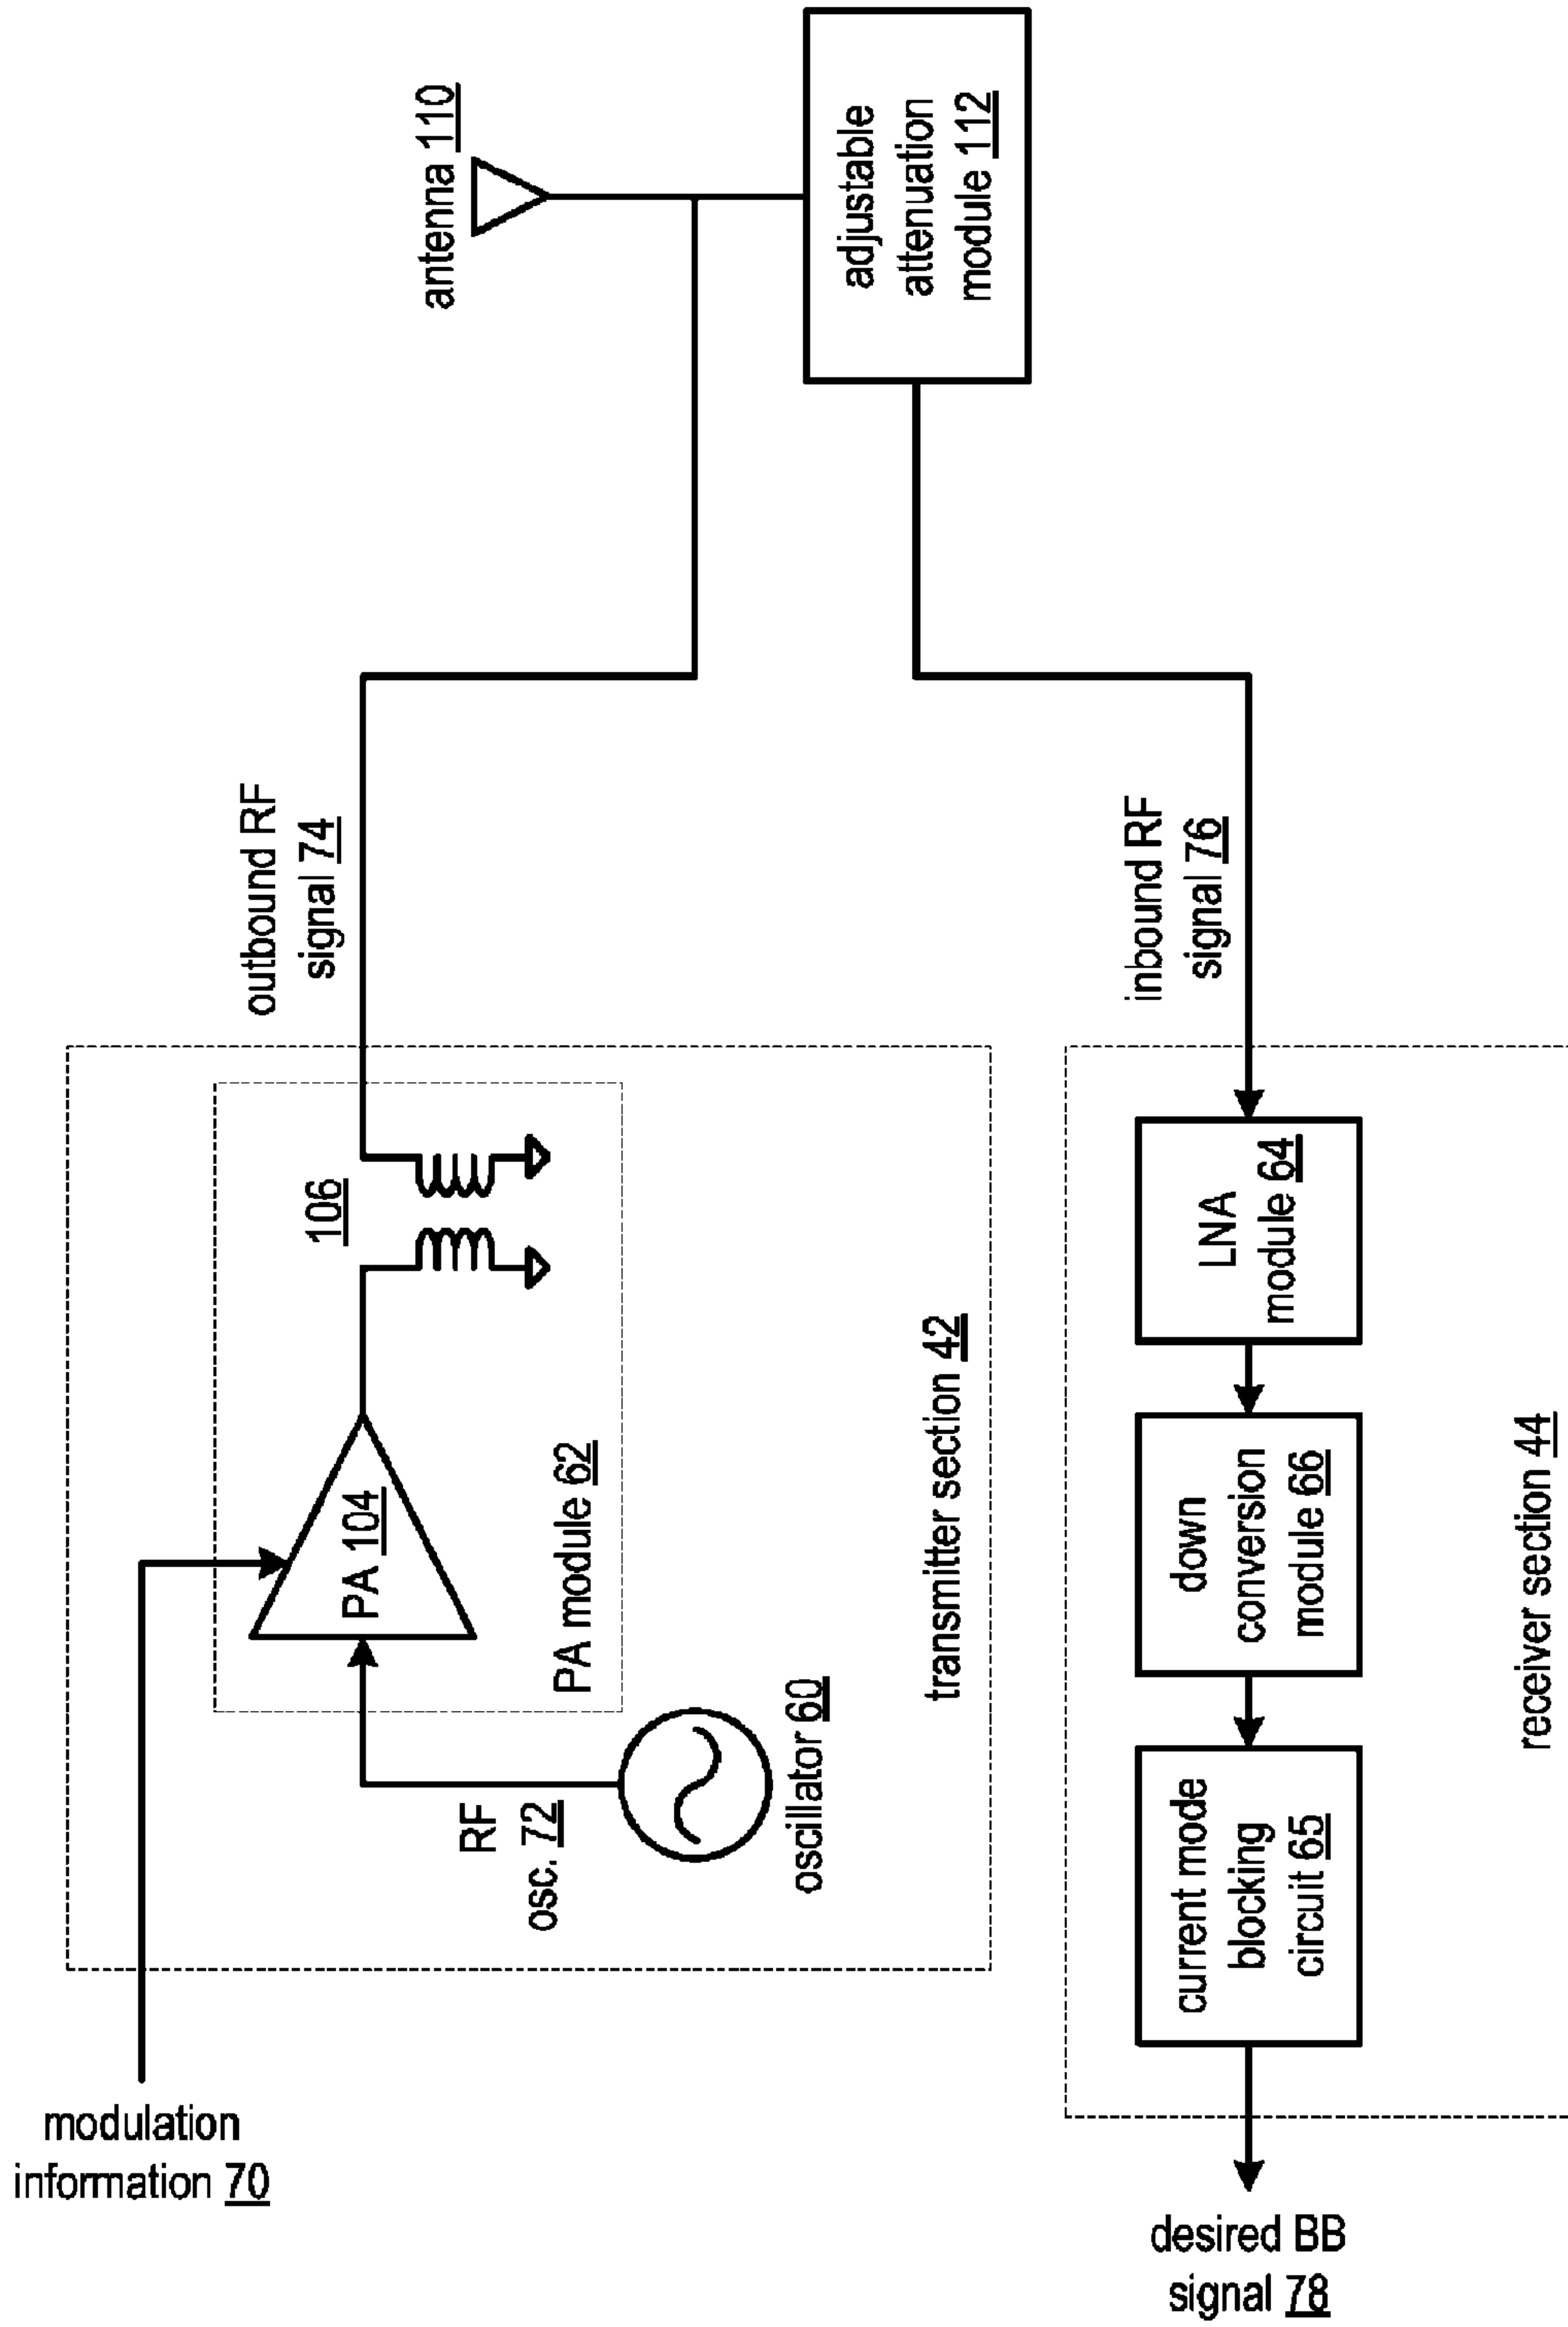 modulation
information 70
RF
osc. 72
oscillator 60
PA 104
PA module 62
106
transmitter section 42
outbound RF
signal 74
antenna 110
adjustable
attenuation
module 112
inbound RF
signal 76
LNA
module 64
down
conversion
module 66
current mode
blocking
circuit 65
receiver section 44
desired BB
signal 78